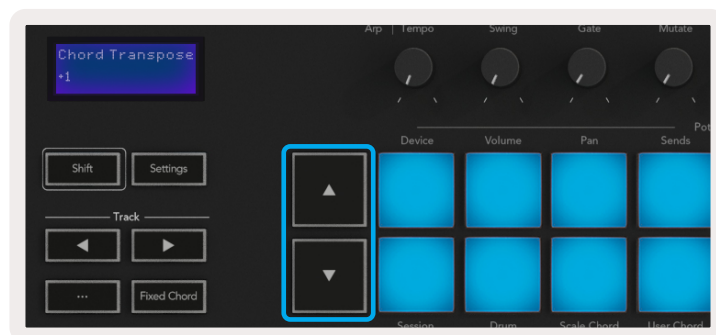 Arp | Tempo Swing Gate Mutate
Chord Transpose
+1
Device Volume Pan Sends
Shift Settings
Track
... Fixed Chord
Session Drum Scale Chord User Chord